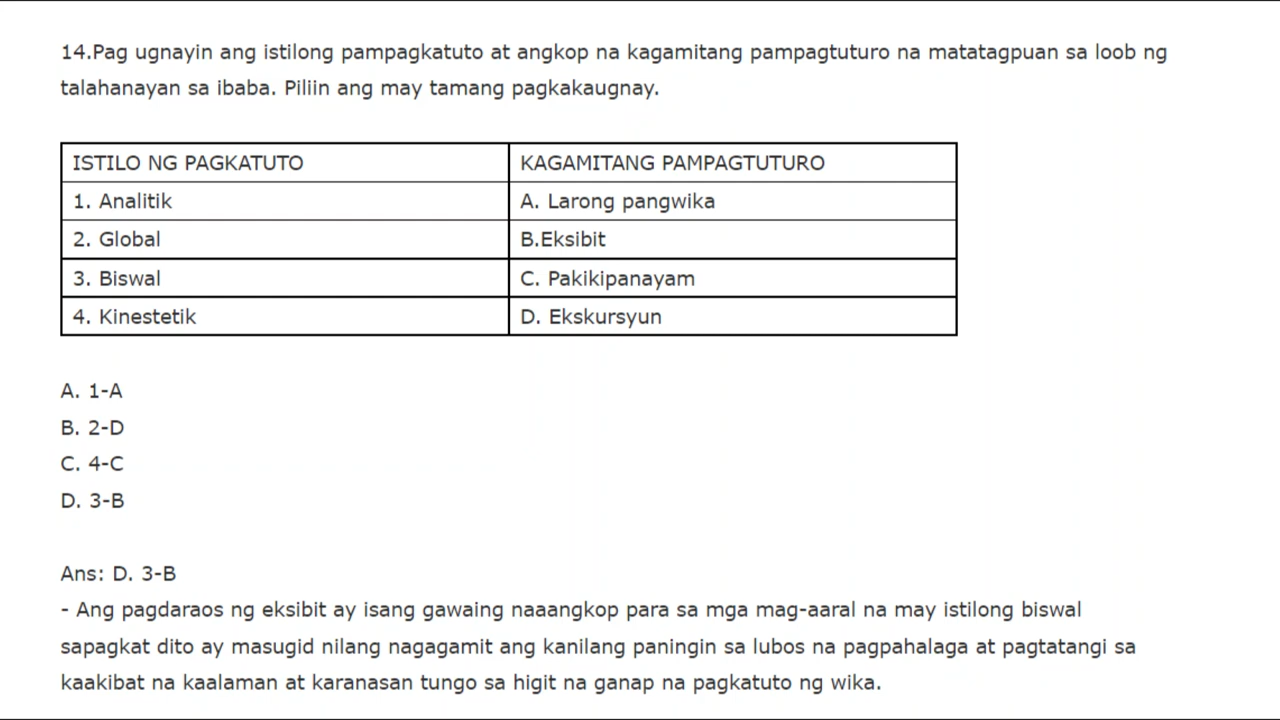 14.Pag ugnayin ang istilong pampagkatuto at angkop na kagamitang pampagtuturo na matatagpuan sa loob ng
talahanayan sa ibaba. Piliin ang may tamang pagkakaugnay.
ISTILO NG PAGKATUTO KAGAMITANG PAMPAGTUTURO
1. Analitik A. Larong pangwika
2. Global B.Eksibit
3. Biswal C. Pakikipanayam
4. Kinestetik D. Ekskursyun
A. 1-A
B. 2-D
C. 4-C
D. 3-B
Ans: D. 3-B
- Ang pagdaraos ng eksibit ay isang gawaing naaangkop para sa mga mag-aaral na may istilong biswal
sapagkat dito ay masugid nilang nagagamit ang kanilang paningin sa lubos na pagpahalaga at pagtatangi sa
kaakibat na kaalaman at karanasan tungo sa higit na ganap na pagkatuto ng wika.